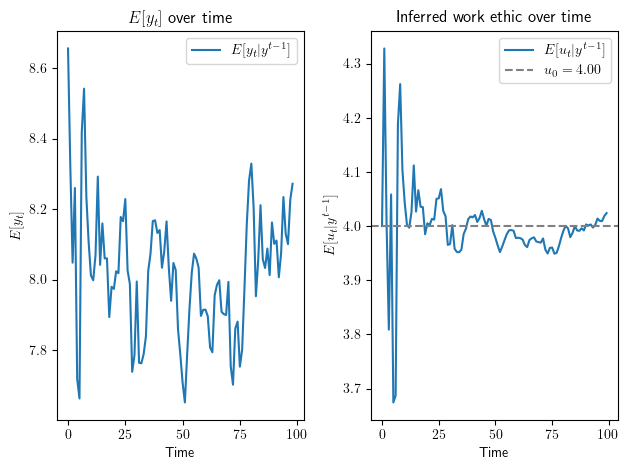 E[y_t] over time
E[y_t|y^{t-1}]
E[y_t]
8.6
8.4
8.2
8.0
7.8
0
25
50
75
100
Time
Inferred work ethic over time
E[u_t|y^{t-1}]
u_0 = 4.00
E[u_t|y^{t-1}]
4.3
4.2
4.1
4.0
3.9
3.8
3.7
0
25
50
75
100
Time